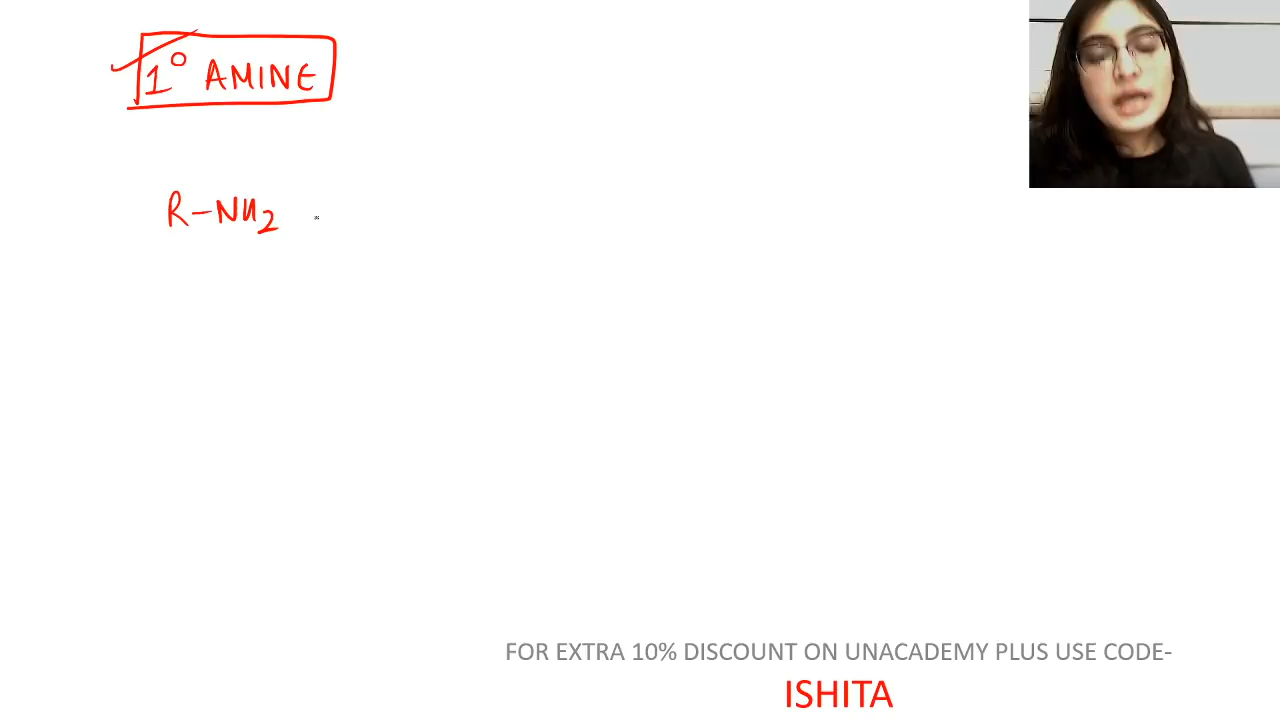 1° AMINE
R-NH2
FOR EXTRA 10% DISCOUNT ON UNACADEMY PLUS USE CODE-
ISHITA